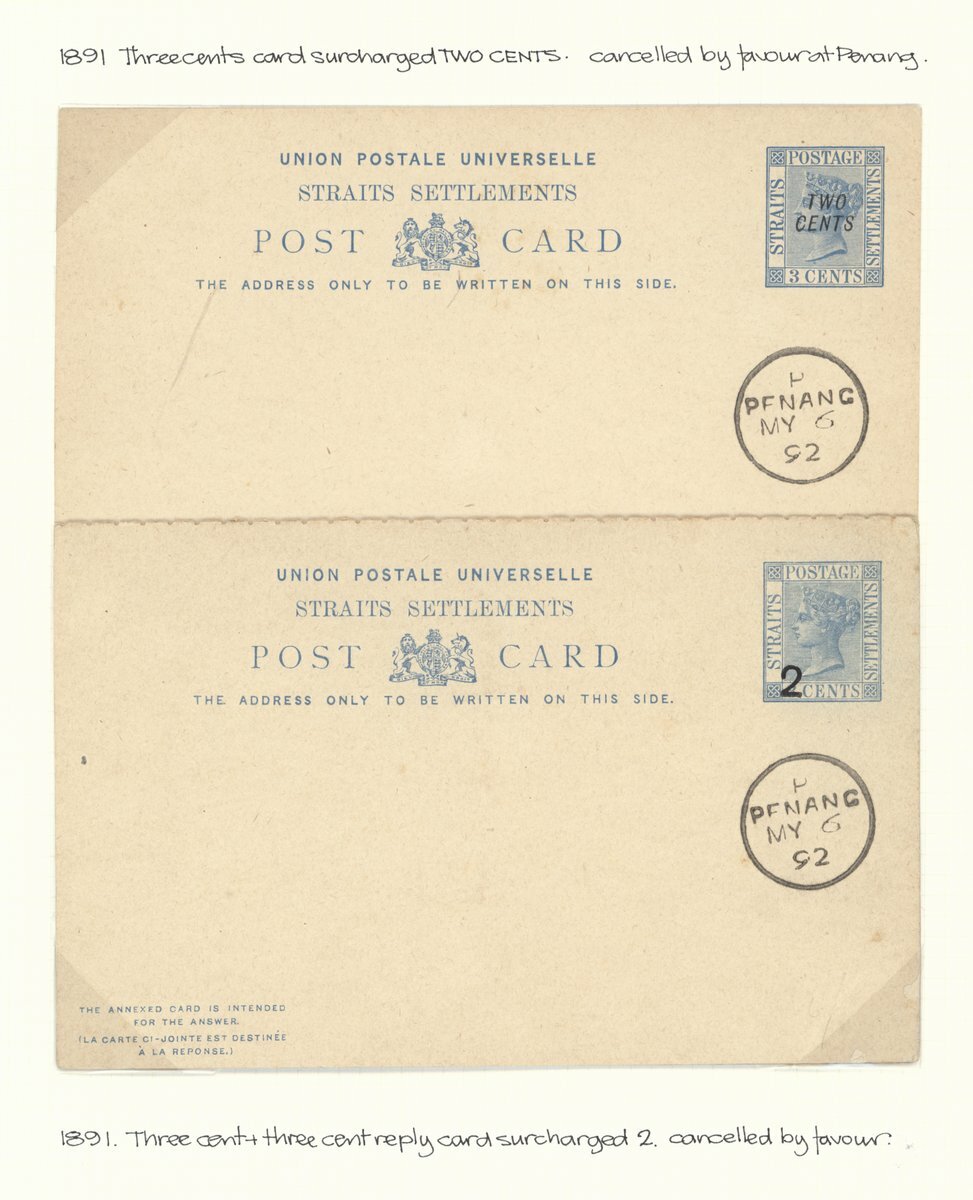 1891 Three cents card surcharged TWO CENTS. cancelled by favour at Penang.
UNION POSTALE UNIVERSELLE
STRAITS SETTLEMENTS
POST CARD
THE ADDRESS ONLY TO BE WRITTEN ON THIS SIDE.
POSTAGE
STRAITS
SETTLEMENTS
TWO
CENTS
3 CENTS
P
PENANG
MY 6
92
UNION POSTALE UNIVERSELLE
STRAITS SETTLEMENTS
POST CARD
THE ADDRESS ONLY TO BE WRITTEN ON THIS SIDE.
POSTAGE
STRAITS
SETTLEMENTS
2 CENTS
P
PENANG
MY 6
92
THE ANNEXED CARD IS INTENDED
FOR THE ANSWER.
(LA CARTE CI-JOINTE EST DESTINÉE
À LA REPONSE.)
1891. Three cent + three cent reply card surcharged 2. cancelled by favour.